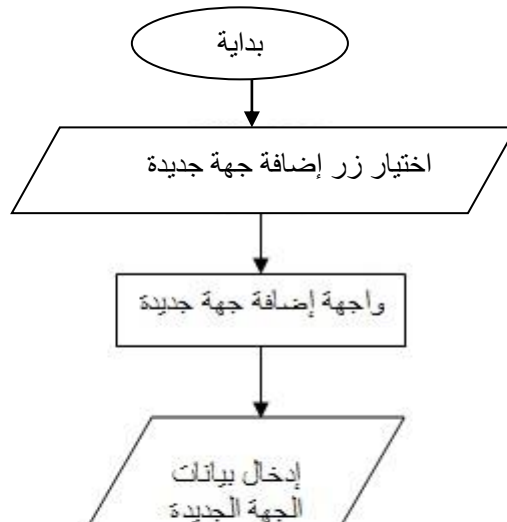 بداية
اختيار زر إضافة جهة جديدة
واجهة إضافة جهة جديدة
إدخال بيانات
الجهة الجديدة